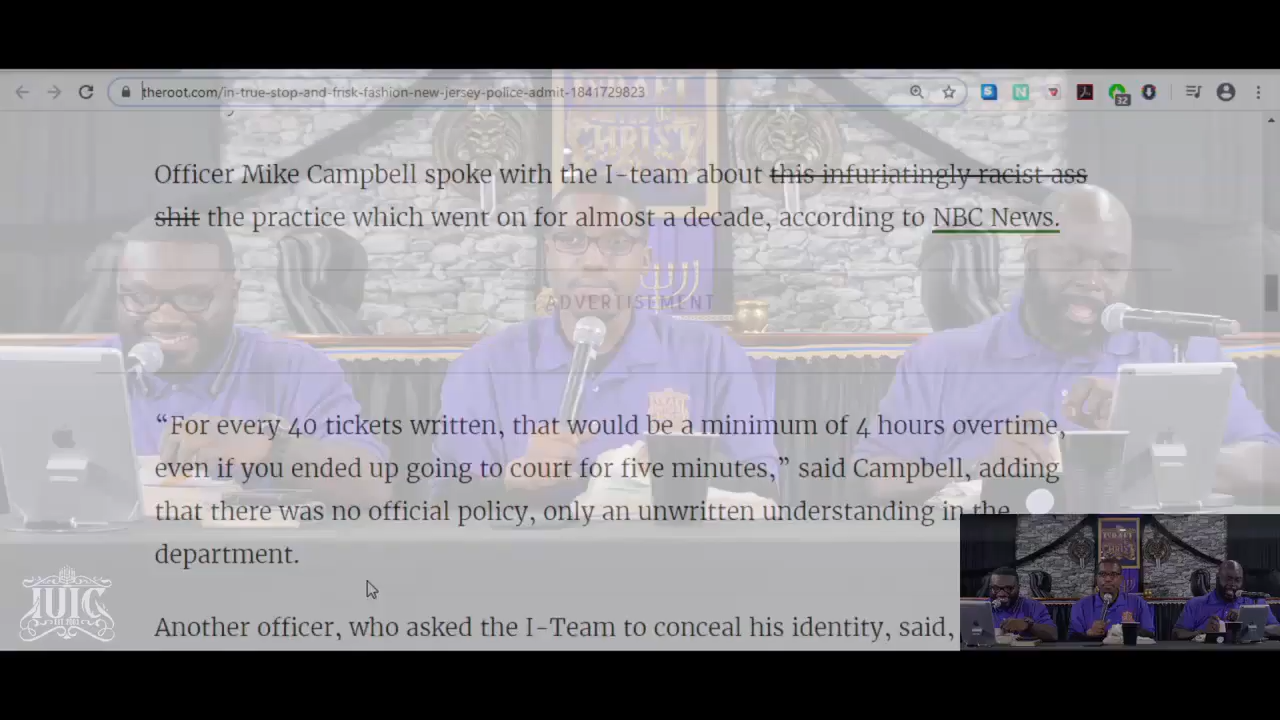 theroot.com/in-true-stop-and-frisk-fashion-new-jersey-police-admit-1841729823
32
ISRAEL
CHRIST
Officer Mike Campbell spoke with the I-team about this infuriatingly racist ass
shit the practice which went on for almost a decade, according to NBC News.
ADVERTISEMENT
“For every 40 tickets written, that would be a minimum of 4 hours overtime,
even if you ended up going to court for five minutes,” said Campbell, adding
that there was no official policy, only an unwritten understanding in the
department.
Another officer, who asked the I-Team to conceal his identity, said,
IUIC